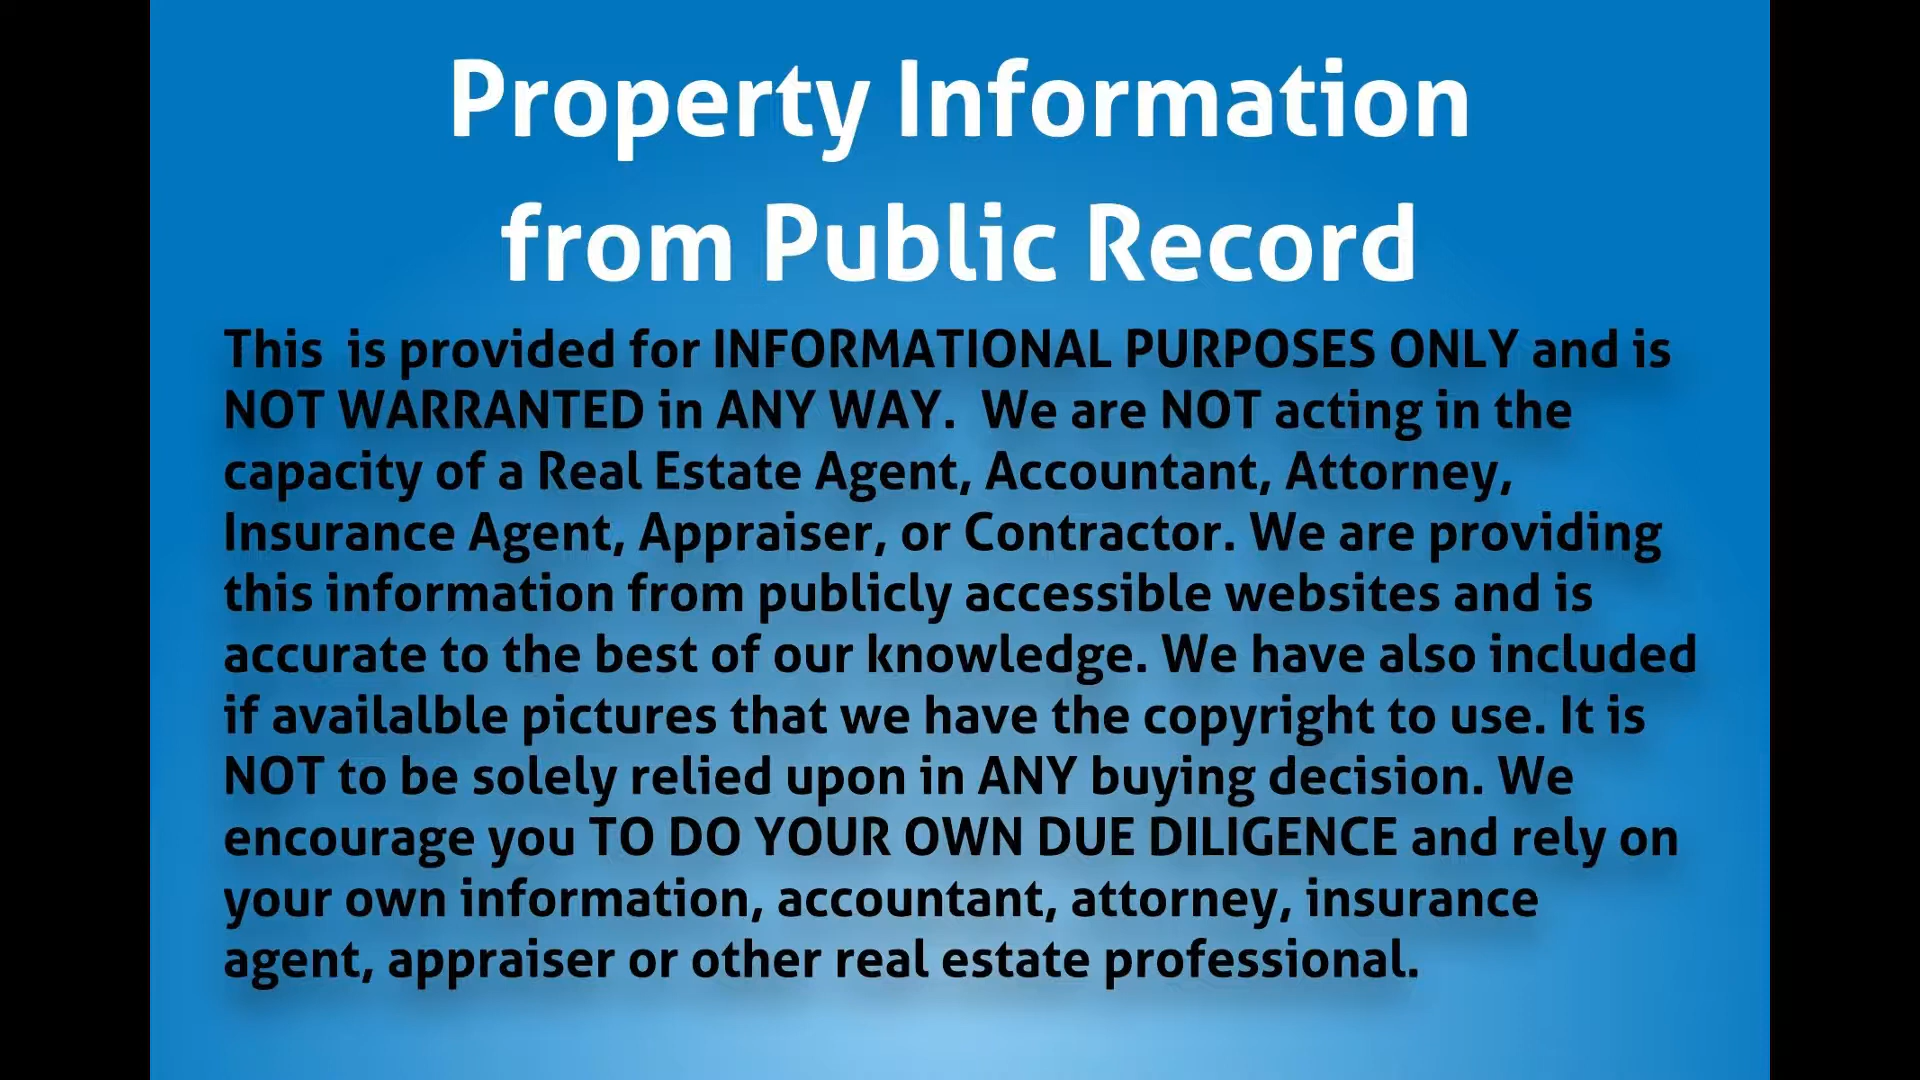 Property Information
from Public Record
This  is provided for INFORMATIONAL PURPOSES ONLY and is
NOT WARRANTED in ANY WAY.  We are NOT acting in the
capacity of a Real Estate Agent, Accountant, Attorney,
Insurance Agent, Appraiser, or Contractor. We are providing
this information from publicly accessible websites and is
accurate to the best of our knowledge. We have also included
if availalble pictures that we have the copyright to use. It is
NOT to be solely relied upon in ANY buying decision. We
encourage you TO DO YOUR OWN DUE DILIGENCE and rely on
your own information, accountant, attorney, insurance
agent, appraiser or other real estate professional.